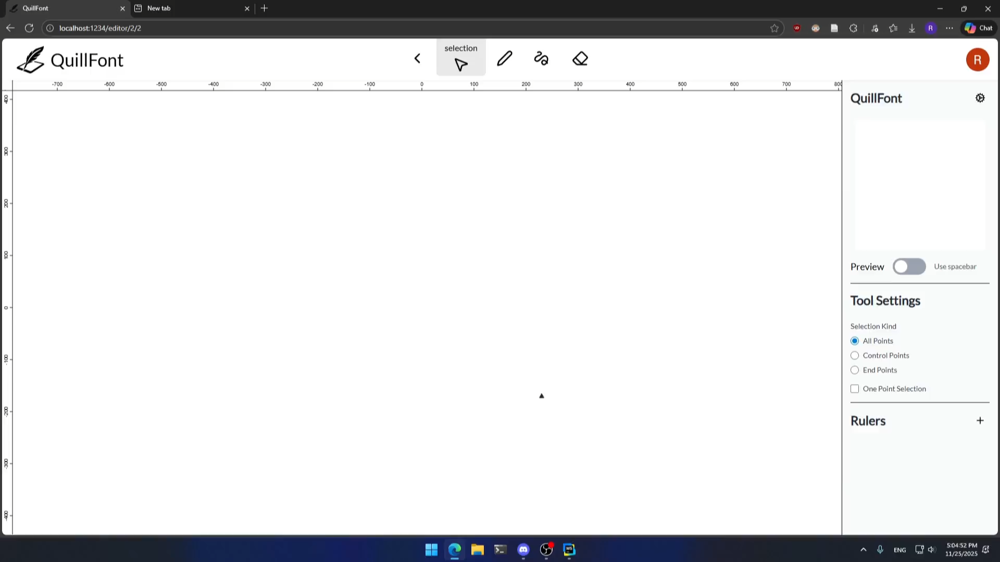 QuillFont
New tab
localhost:1234/editor/2/2
Chat
QuillFont
selection
R
-700 -600 -500 -400 -300 -200 -100 0 100 200 300 400 500 600 700 800
400
300
200
100
0
-100
-200
-300
-400
QuillFont
Preview Use spacebar
Tool Settings
Selection Kind
All Points
Control Points
End Points
One Point Selection
Rulers
ENG
5:04:52 PM
11/25/2025